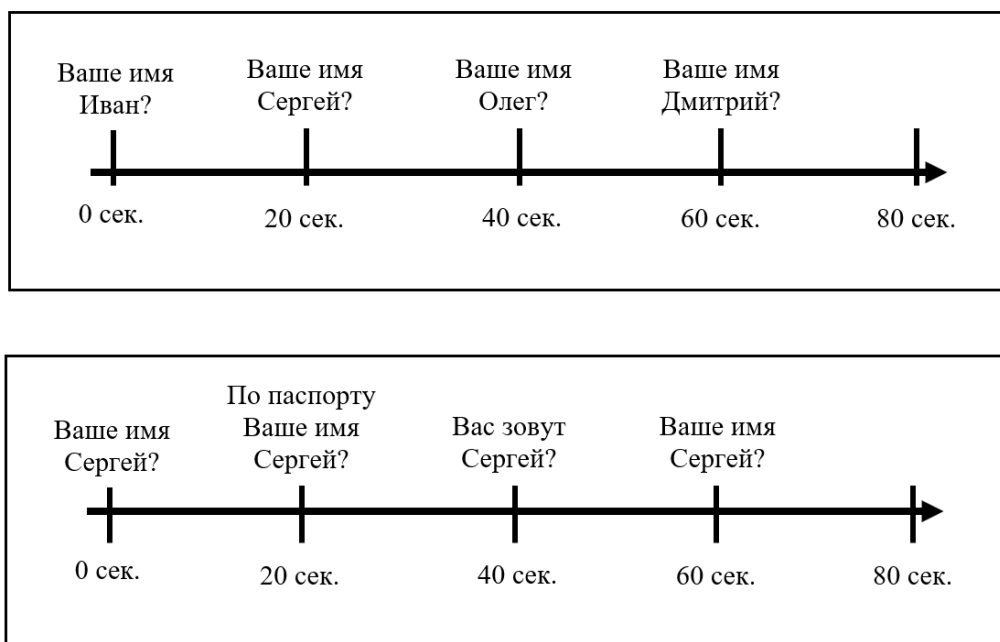 Ваше имя
Иван?
Ваше имя
Сергей?
Ваше имя
Олег?
Ваше имя
Дмитрий?
0 сек.
20 сек.
40 сек.
60 сек.
80 сек.
Ваше имя
Сергей?
По паспорту
Ваше имя
Сергей?
Вас зовут
Сергей?
Ваше имя
Сергей?
0 сек.
20 сек.
40 сек.
60 сек.
80 сек.